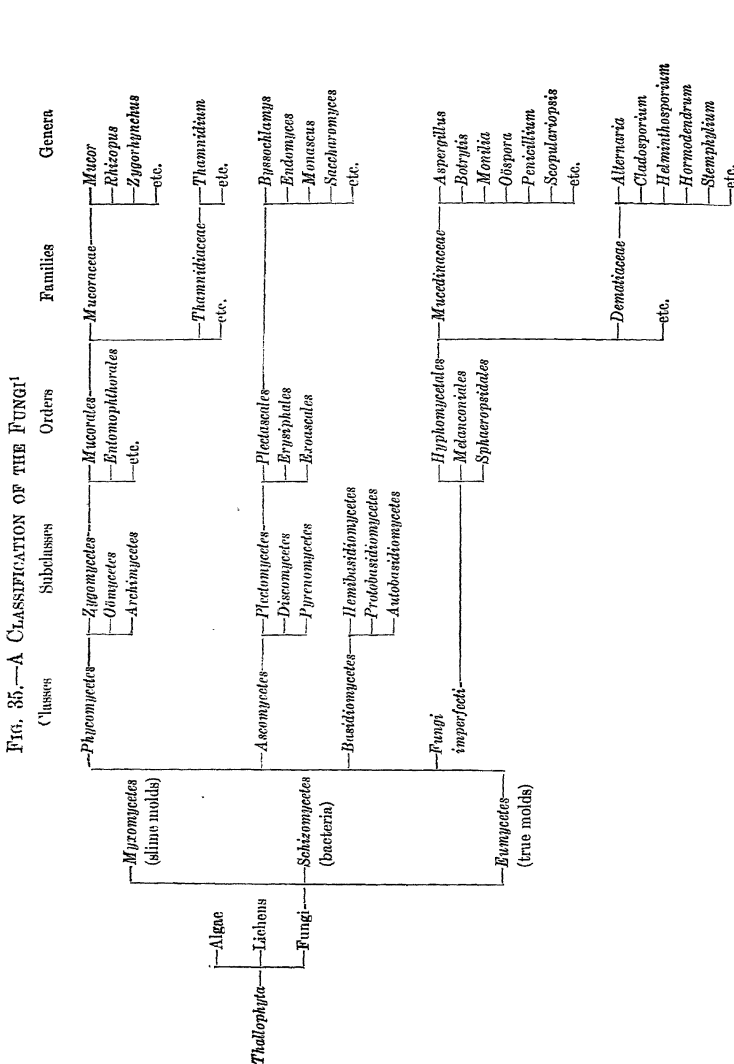 FIG. 35.—A CLASSIFICATION OF THE FUNGI¹
Classes
Subclasses
Orders
Families
Genera
Thallophyta
Algae
Lichens
Fungi
Myxomycetes
(slime molds)
Schizomycetes
(bacteria)
Eumycetes
(true molds)
Phycomycetes
Zygomycetes
Oömycetes
Archimycetes
Mucorales
Entomophthorales
etc.
Mucoraceae
Mucor
Rhizopus
Zygorhynchus
etc.
Thamnidiaceae
etc.
Thamnidium
etc.
Ascomycetes
Plectomycetes
Discomycetes
Pyrenomycetes
Plectascales
Erysiphales
Exoascales
Byssochlamys
Endomyces
Monascus
Saccharomyces
etc.
Basidiomycetes
Hemibasidiomycetes
Protobasidiomycetes
Autobasidiomycetes
Fungi
imperfecti
Hyphomycetales
Melanconiales
Sphaeropsidales
Mucedinaceae
Aspergillus
Botrytis
Monilia
Oöspora
Penicillium
Scopulariopsis
etc.
Dematiaceae
etc.
Alternaria
Cladosporium
Helminthosporium
Hormodendrum
Stemphylium
etc.